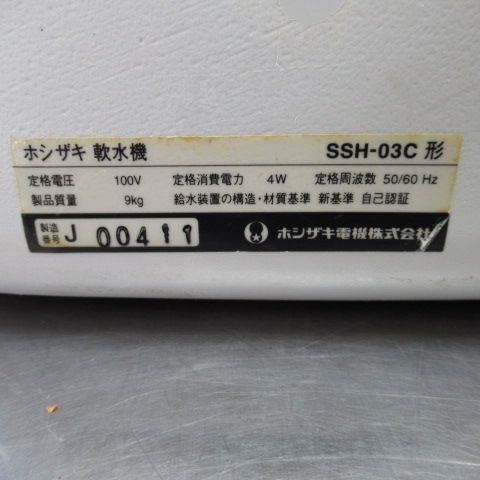 ホシザキ 軟水機 SSH-03C 形
定格電圧 100V 定格消費電力 4W 定格周波数 50/60 Hz
製品質量 9kg 給水装置の構造・材質基準 新基準 自己認証
製造番号 J 00411 ホシザキ電機株式会社